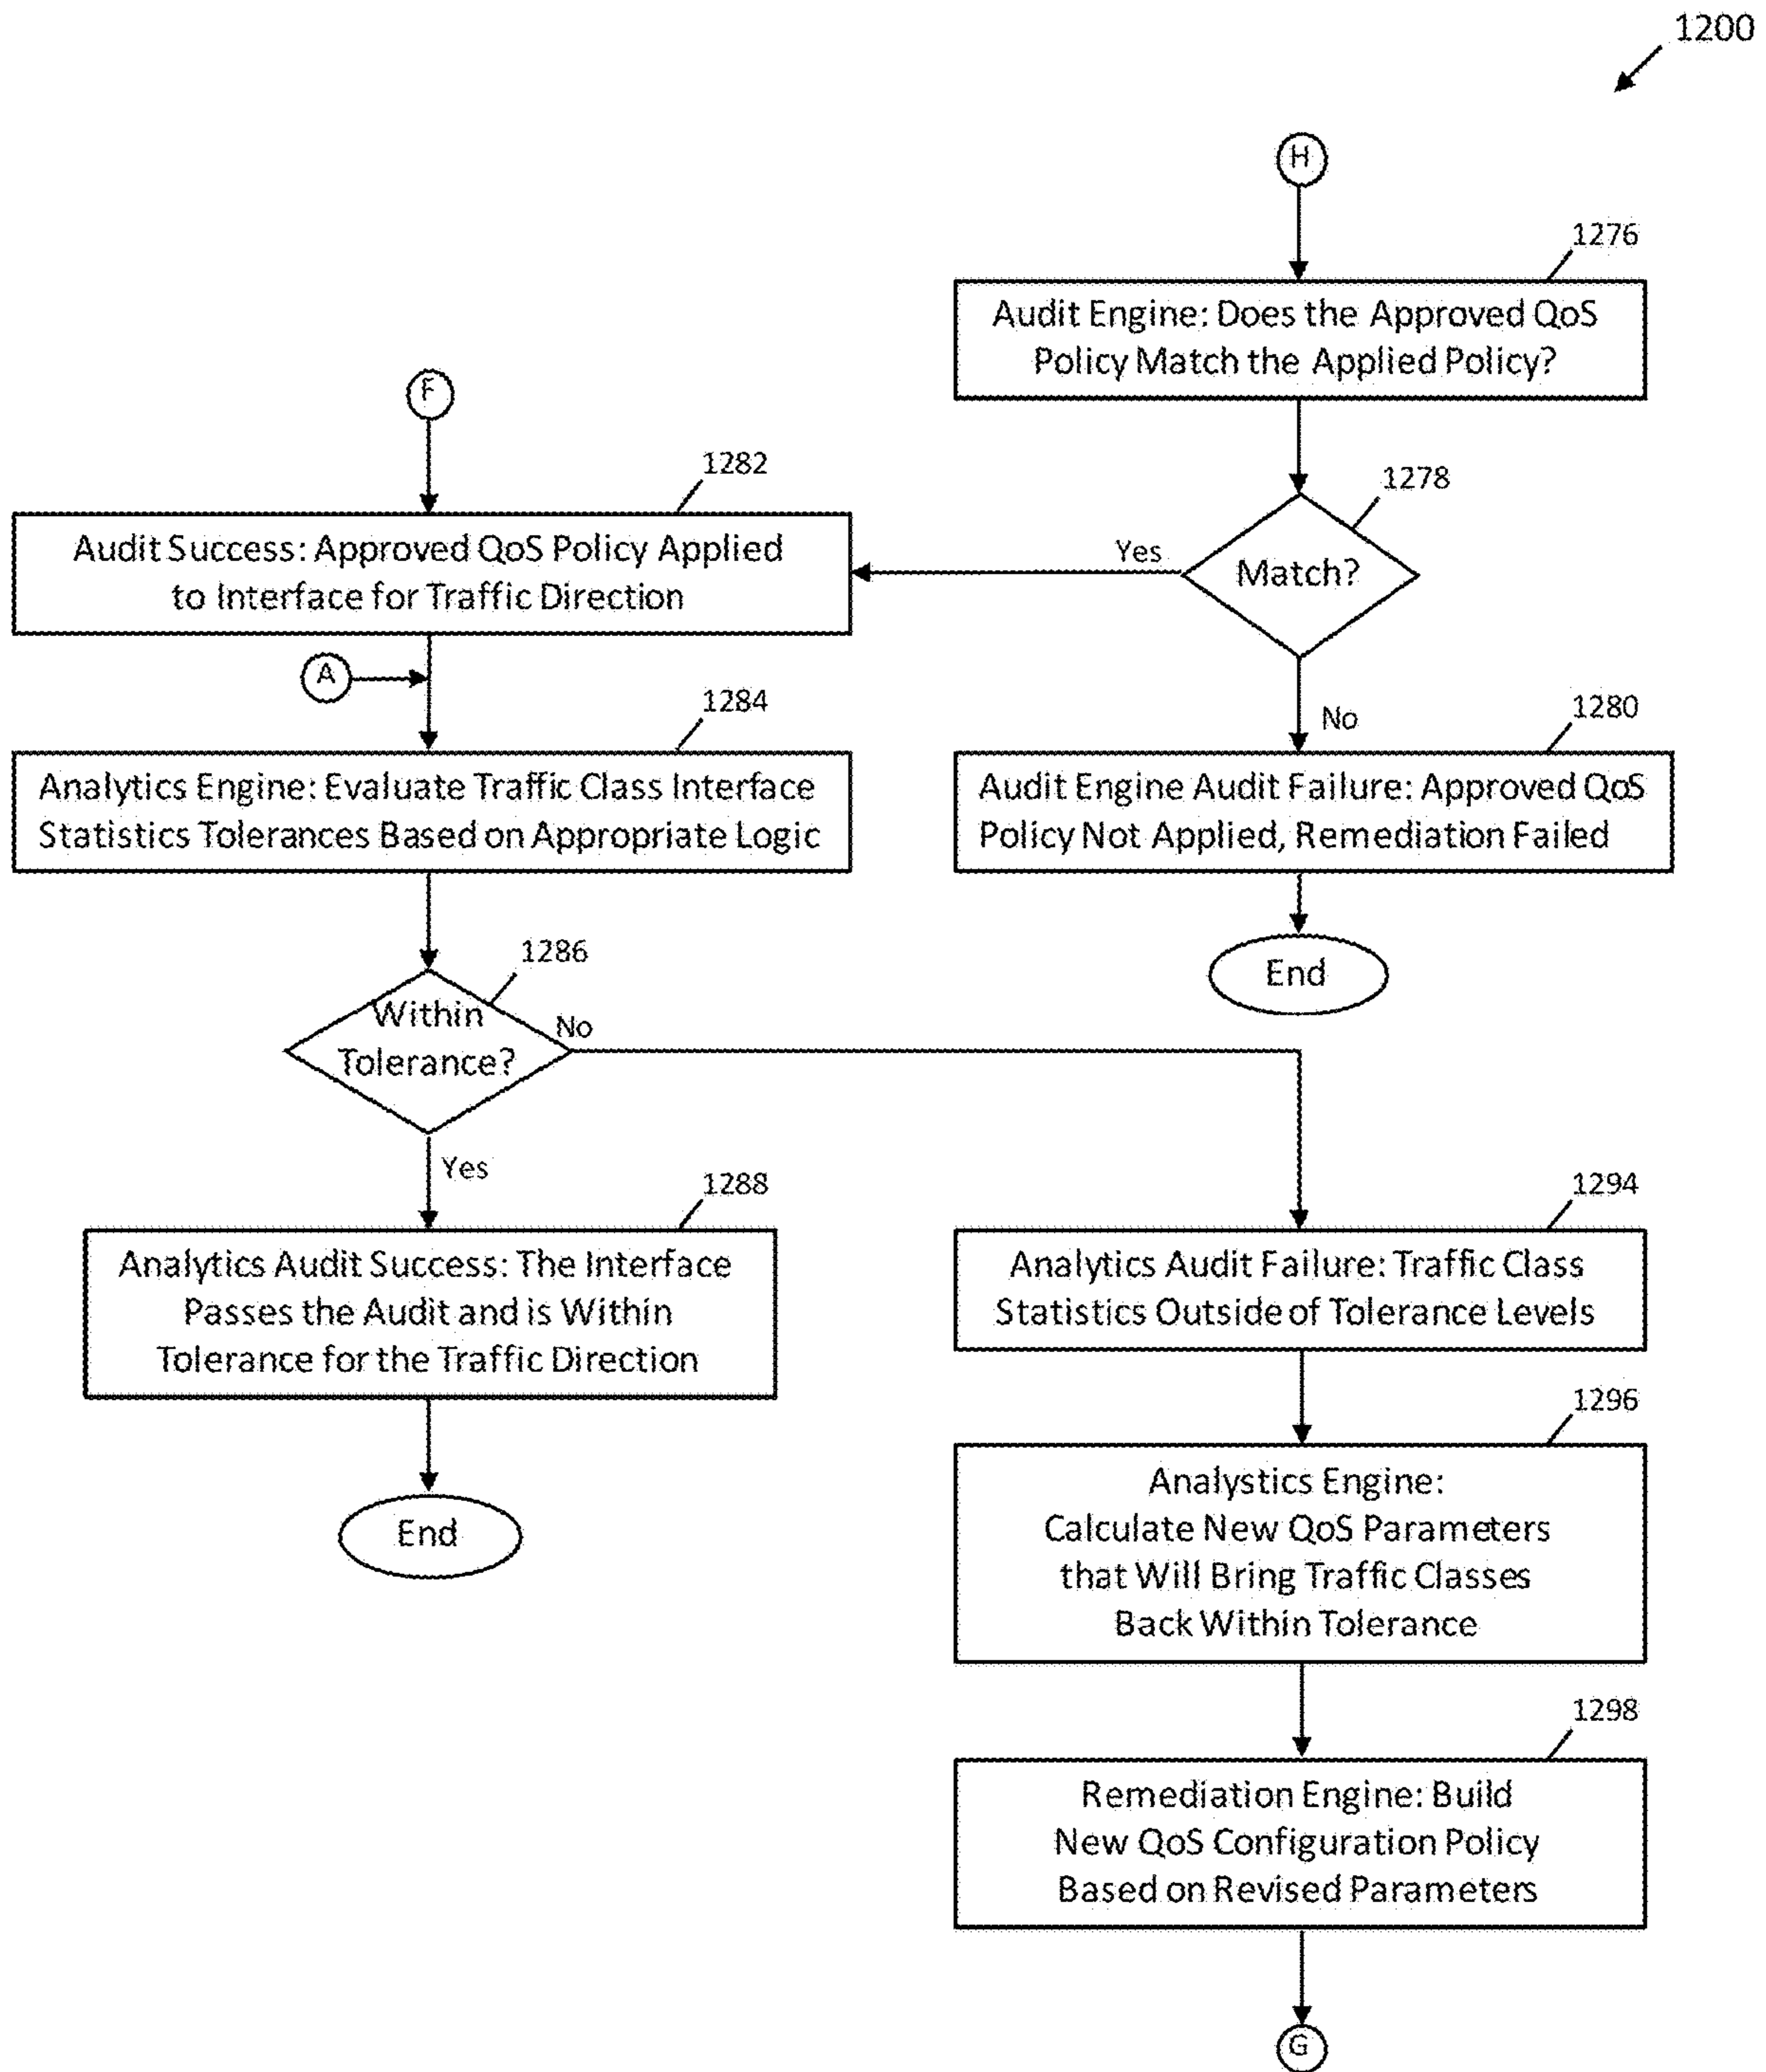 1200
H
1276
Audit Engine: Does the Approved QoS
Policy Match the Applied Policy?
F
1282
Audit Success: Approved QoS Policy Applied
to Interface for Traffic Direction
Yes
1278
Match?
A
No
1284
Analytics Engine: Evaluate Traffic Class Interface
Statistics Tolerances Based on Appropriate Logic
1280
Audit Engine Audit Failure: Approved QoS
Policy Not Applied, Remediation Failed
End
1286
Within
Tolerance?
No
Yes
1288
Analytics Audit Success: The Interface
Passes the Audit and is Within
Tolerance for the Traffic Direction
End
1294
Analytics Audit Failure: Traffic Class
Statistics Outside of Tolerance Levels
1296
Analystics Engine:
Calculate New QoS Parameters
that Will Bring Traffic Classes
Back Within Tolerance
1298
Remediation Engine: Build
New QoS Configuration Policy
Based on Revised Parameters
G